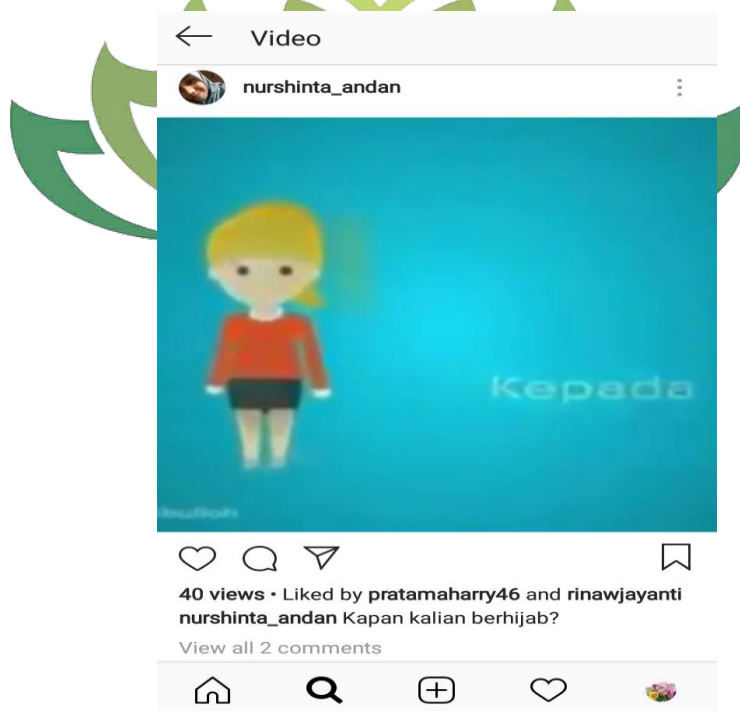 Video
nurshinta_andan
Kepada
40 views • Liked by pratamaharry46 and rinawjayanti
nurshinta_andan Kapan kalian berhijab?
View all 2 comments